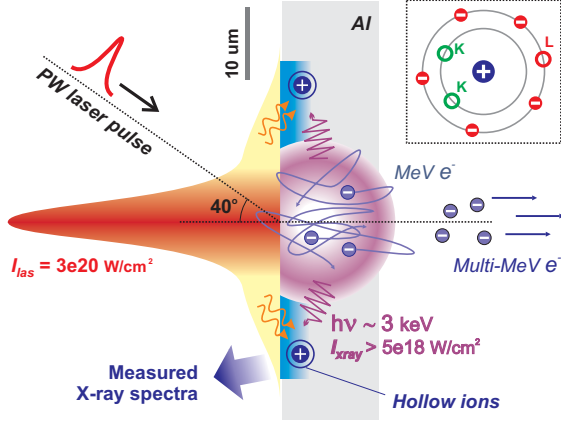 PW laser pulse
10 um
Al
K
K
L
40°
MeV e⁻
I_las = 3e20 W/cm²
Multi-MeV e⁻
hν ~ 3 keV
I_xray > 5e18 W/cm²
Measured
X-ray spectra
Hollow ions